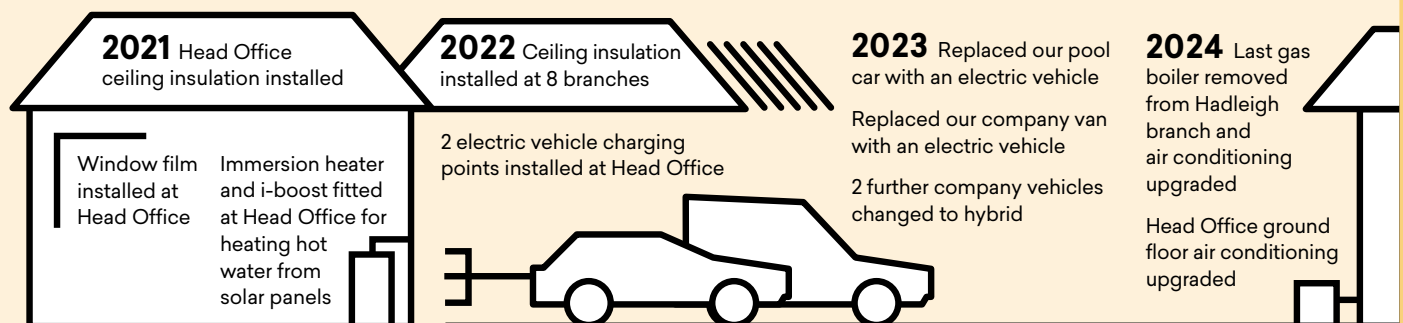 2021 Head Office
ceiling insulation installed
Window film
installed at
Head Office
Immersion heater
and i-boost fitted
at Head Office for
heating hot
water from
solar panels
2022 Ceiling insulation
installed at 8 branches
2 electric vehicle charging
points installed at Head Office
2023 Replaced our pool
car with an electric vehicle
Replaced our company van
with an electric vehicle
2 further company vehicles
changed to hybrid
2024 Last gas
boiler removed
from Hadleigh
branch and
air conditioning
upgraded
Head Office ground
floor air conditioning
upgraded